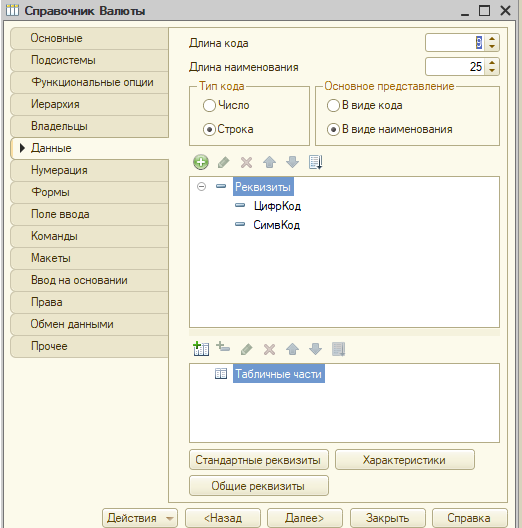 Справочник Валюты
Основные
Подсистемы
Функциональные опции
Иерархия
Владельцы
Данные
Нумерация
Формы
Поле ввода
Команды
Макеты
Ввод на основании
Права
Обмен данными
Прочее
Длина кода
Длина наименования 25
Тип кода
Число
Строка
Основное представление
В виде кода
В виде наименования
Реквизиты
ЦифрКод
СимвКод
Табличные части
Стандартные реквизиты Характеристики
Общие реквизиты
Действия <Назад Далее> Закрыть Справка